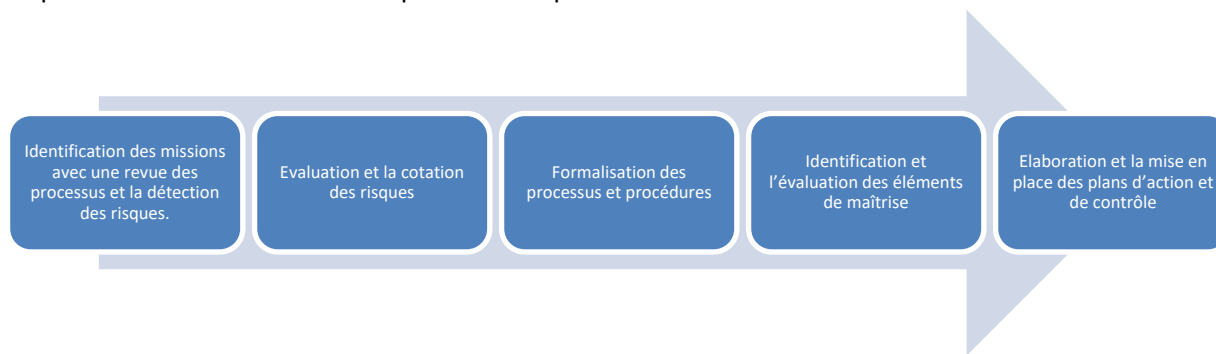 Identification des missions
avec une revue des
processus et la détection
des risques.
Evaluation et la cotation
des risques
Formalisation des
processus et procédures
Identification et
l'évaluation des éléments
de maîtrise
Elaboration et la mise en
place des plans d'action et
de contrôle